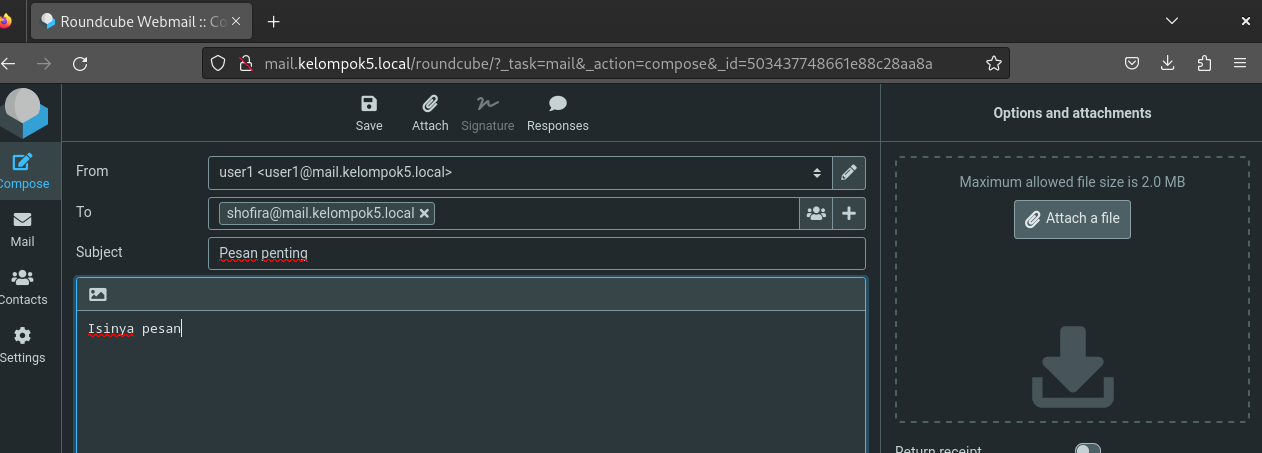 Roundcube Webmail :: Co
mail.kelompok5.local/roundcube/?_task=mail&_action=compose&_id=503437748661e88c28aa8a
Save
Attach
Signature
Responses
Options and attachments
Compose
Mail
Contacts
Settings
From
user1 <user1@mail.kelompok5.local>
To
shofira@mail.kelompok5.local
Subject
Pesan penting
Isinya pesan
Maximum allowed file size is 2.0 MB
Attach a file
Return receipt